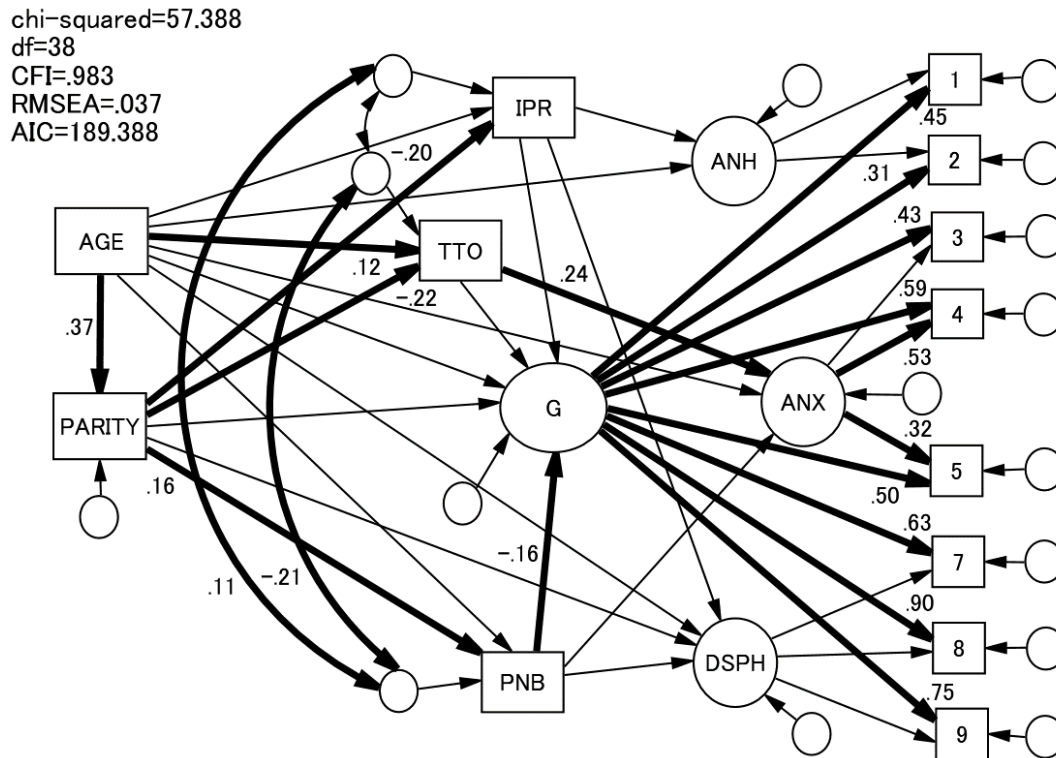 chi-squared=57.388
df=38
CFI=.983
RMSEA=.037
AIC=189.388
IPR
1
.45
ANH
2
-.20
.31
AGE
.43
3
TTO
.12
.24
-.22
.59
4
.37
.53
G
ANX
PARITY
.32
5
.16
.50
.63
-.16
7
.11
-.21
.90
8
DSPH
PNB
.75
9